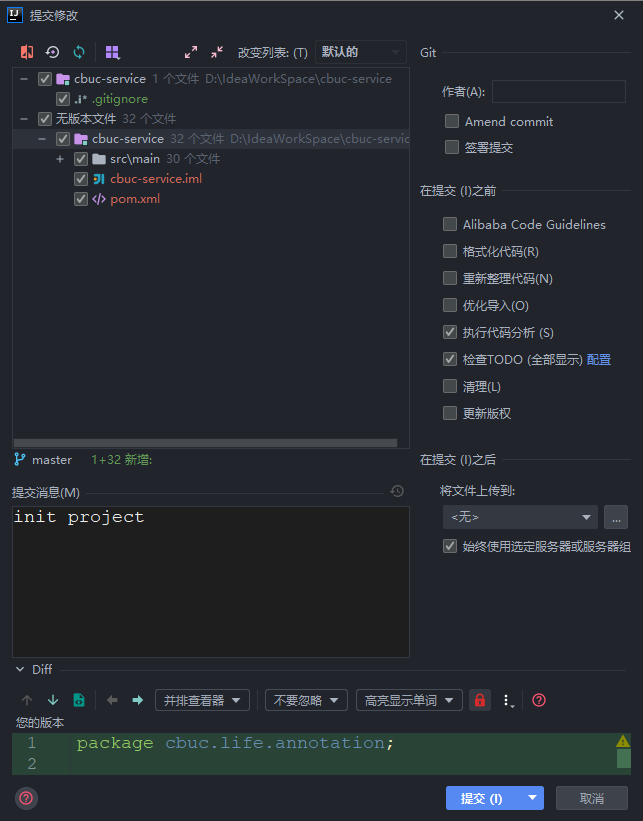 提交修改
改变列表: (T) 默认的
cbuc-service 1 个文件 D:\IdeaWorkSpace\cbuc-service
.gitignore
无版本文件 32 个文件
cbuc-service 32 个文件 D:\IdeaWorkSpace\cbuc-servic
src\main 30 个文件
cbuc-service.iml
pom.xml
master 1+32 新增:
提交消息(M)
init project
Git
作者(A):
Amend commit
签署提交
在提交 (I)之前
Alibaba Code Guidelines
格式化代码(R)
重新整理代码(N)
优化导入(O)
执行代码分析 (S)
检查TODO (全部显示) 配置
清理(L)
更新版权
在提交 (I)之后
将文件上传到:
<无> ...
始终使用选定服务器或服务器组
Diff
并排查看器 不要忽略 高亮显示单词
您的版本
1 package cbuc.life.annotation;
2
提交 (I) 取消